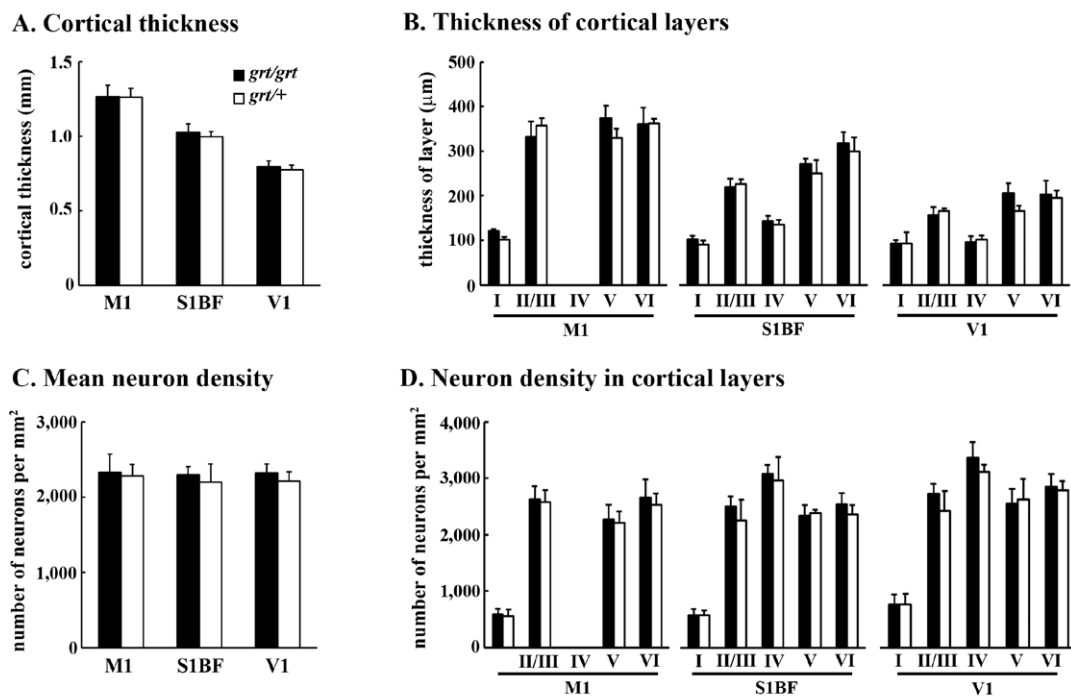 A. Cortical thickness
cortical thickness (mm)
1.5
1.0
0.5
0
grt/grt
grt/+
M1 S1BF V1
B. Thickness of cortical layers
thickness of layer (μm)
500
400
300
200
100
0
I II/III IV V VI I II/III IV V VI I II/III IV V VI
M1 S1BF V1
C. Mean neuron density
number of neurons per mm²
3,000
2,000
1,000
0
M1 S1BF V1
D. Neuron density in cortical layers
number of neurons per mm²
4,000
3,000
2,000
1,000
0
I II/III IV V VI I II/III IV V VI I II/III IV V VI
M1 S1BF V1